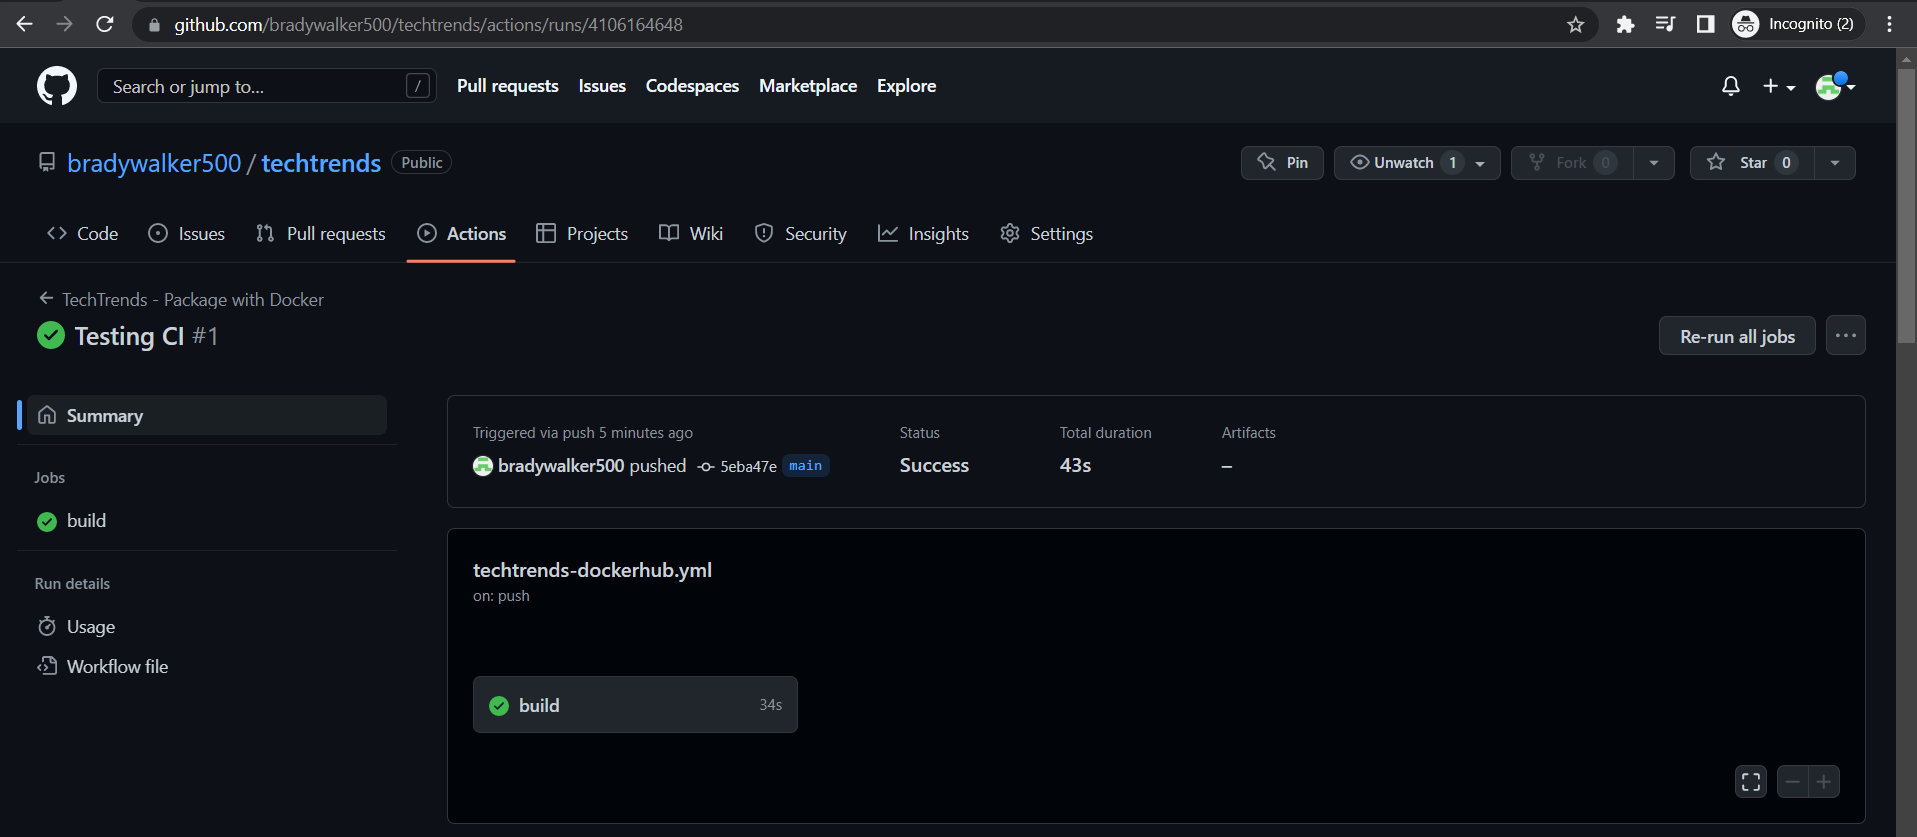 github.com/bradywalker500/techtrends/actions/runs/4106164648
Incognito (2)
Search or jump to...
/
Pull requests
Issues
Codespaces
Marketplace
Explore
bradywalker500 / techtrends
Public
Pin
Unwatch 1
Fork 0
Star 0
Code
Issues
Pull requests
Actions
Projects
Wiki
Security
Insights
Settings
TechTrends - Package with Docker
Testing CI #1
Re-run all jobs
Summary
Jobs
build
Run details
Usage
Workflow file
Triggered via push 5 minutes ago
bradywalker500 pushed 5eba47e main
Status
Success
Total duration
43s
Artifacts
–
techtrends-dockerhub.yml
on: push
build 34s